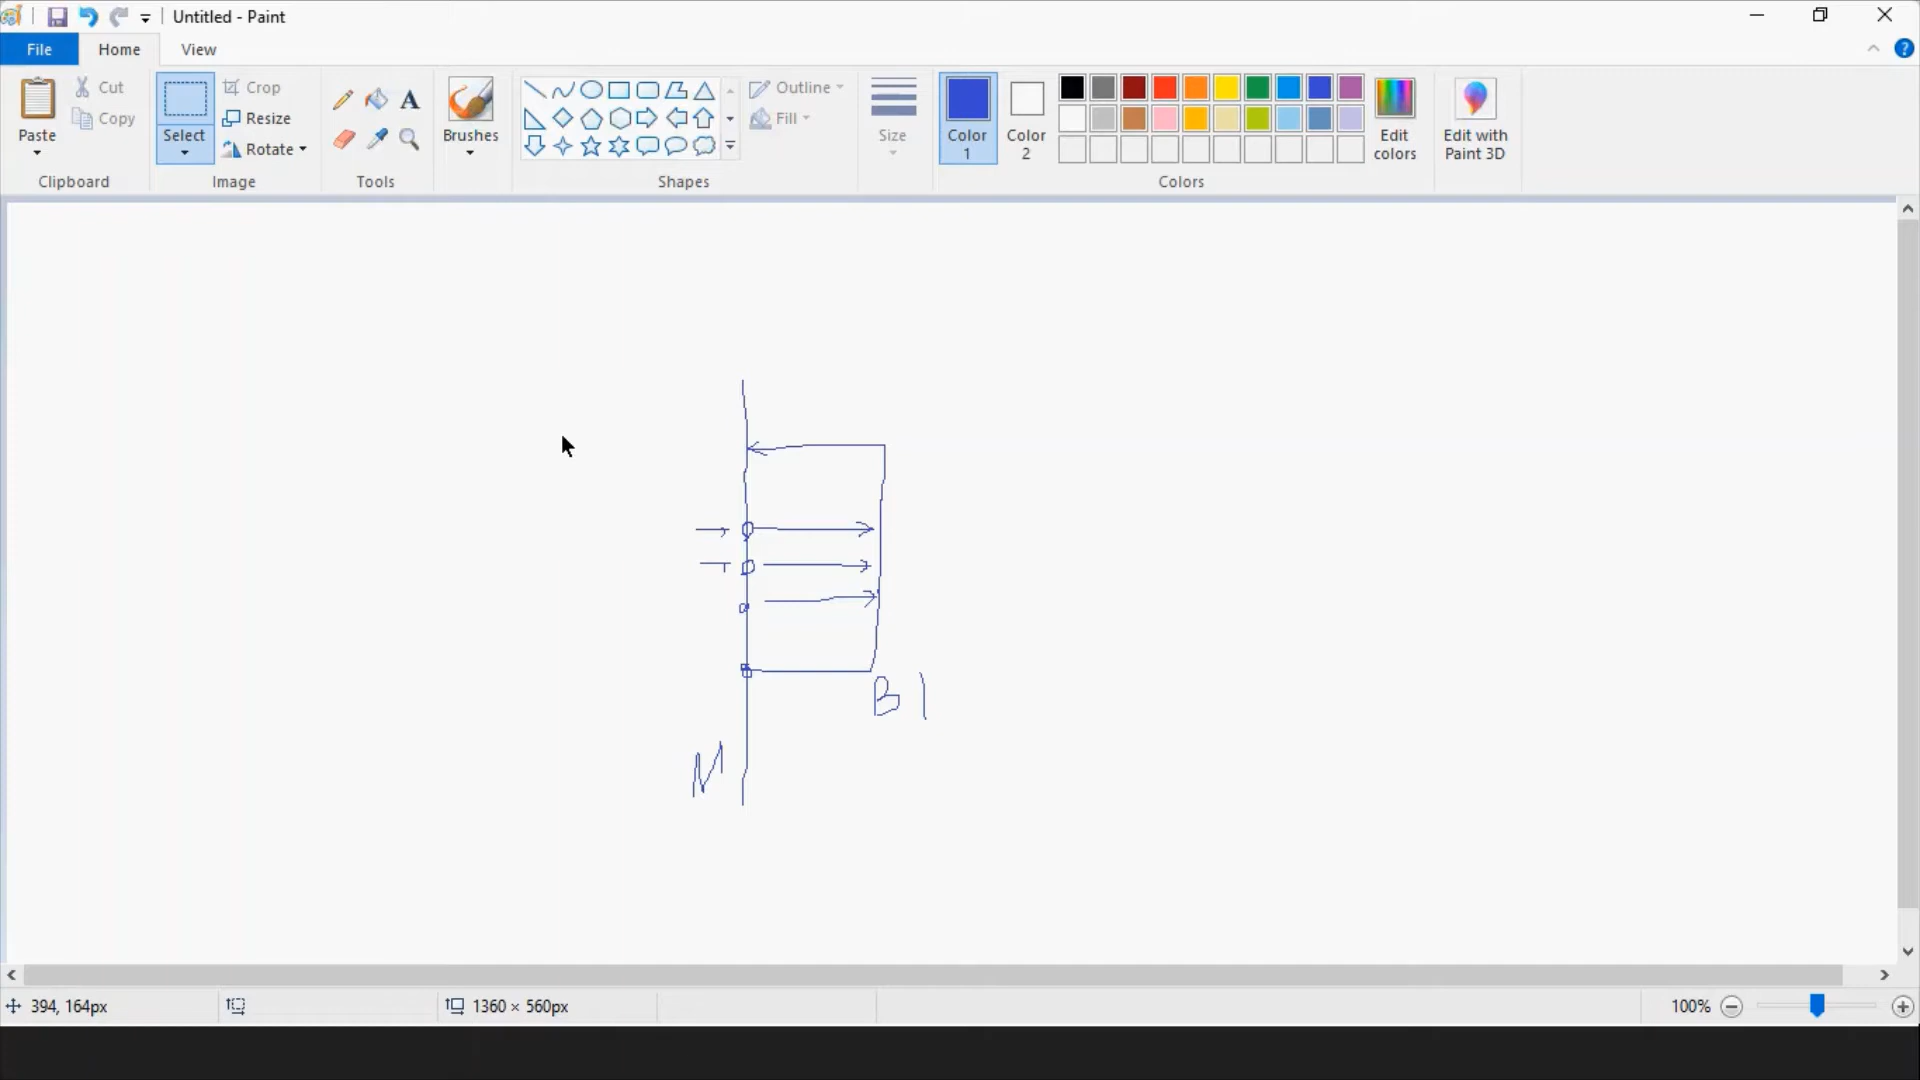 Untitled - Paint
File Home View
Paste
Cut
Copy
Clipboard
Select
Crop
Resize
Rotate
Image
Tools
Brushes
Shapes
Outline
Fill
Size
Color 1
Color 2
Colors
Edit colors
Edit with Paint 3D
B1
M
394, 164px
1360 × 560px
100%